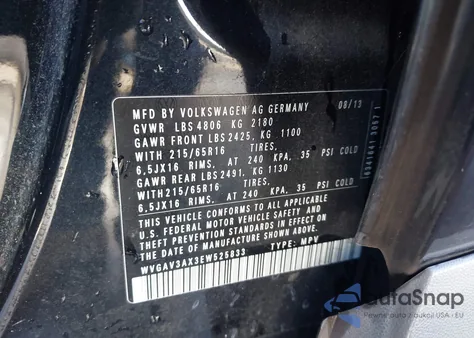 MFD BY VOLKSWAGEN AG GERMANY 08/13
GVWR LBS 4806 KG 2180
GAWR FRONT LBS 2425, KG 1100
WITH 215/65R16 TIRES,
6,5JX16 RIMS, AT 240 KPA, 35 PSI COLD
GAWR REAR LBS 2491, KG 1130
WITH 215/65R16 TIRES,
6,5JX16 RIMS, AT 240 KPA, 35 PSI COLD
THIS VEHICLE CONFORMS TO ALL APPLICABLE
U.S. FEDERAL MOTOR VEHICLE SAFETY AND
THEFT PREVENTION STANDARDS IN EFFECT ON
THE DATE OF MANUFACTURE SHOWN ABOVE.
WVGAV3AX3EW525833 TYPE: MPV
AutaSnap